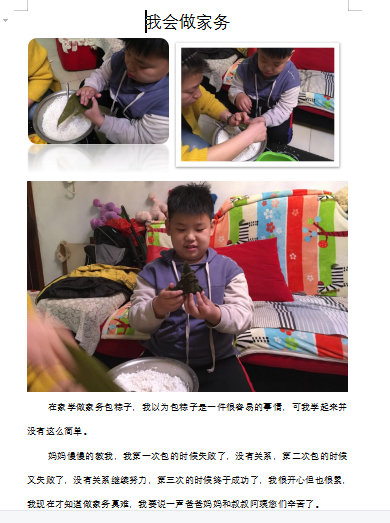 我会做家务
在家学做家务包粽子，我以为包粽子是一件很容易的事情，可我学起来并
没有这么简单。
妈妈慢慢的教我，我第一次包的时候失败了，没有关系，第二次包的时候
又失败了，没有关系继续努力，第三次的时候终于成功了，我很开心但也很累，
我现在才知道做家务真难，我要说一声爸爸妈妈和叔叔阿姨您们辛苦了。